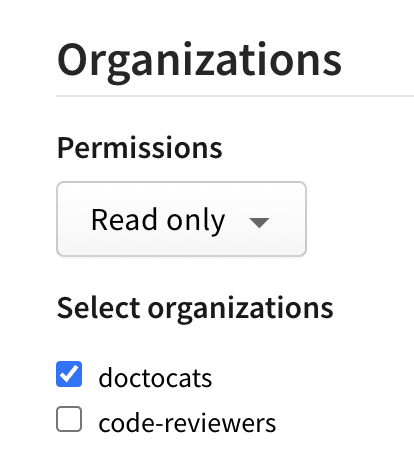 Organizations
Permissions
Read only
Select organizations
doctocats
code-reviewers